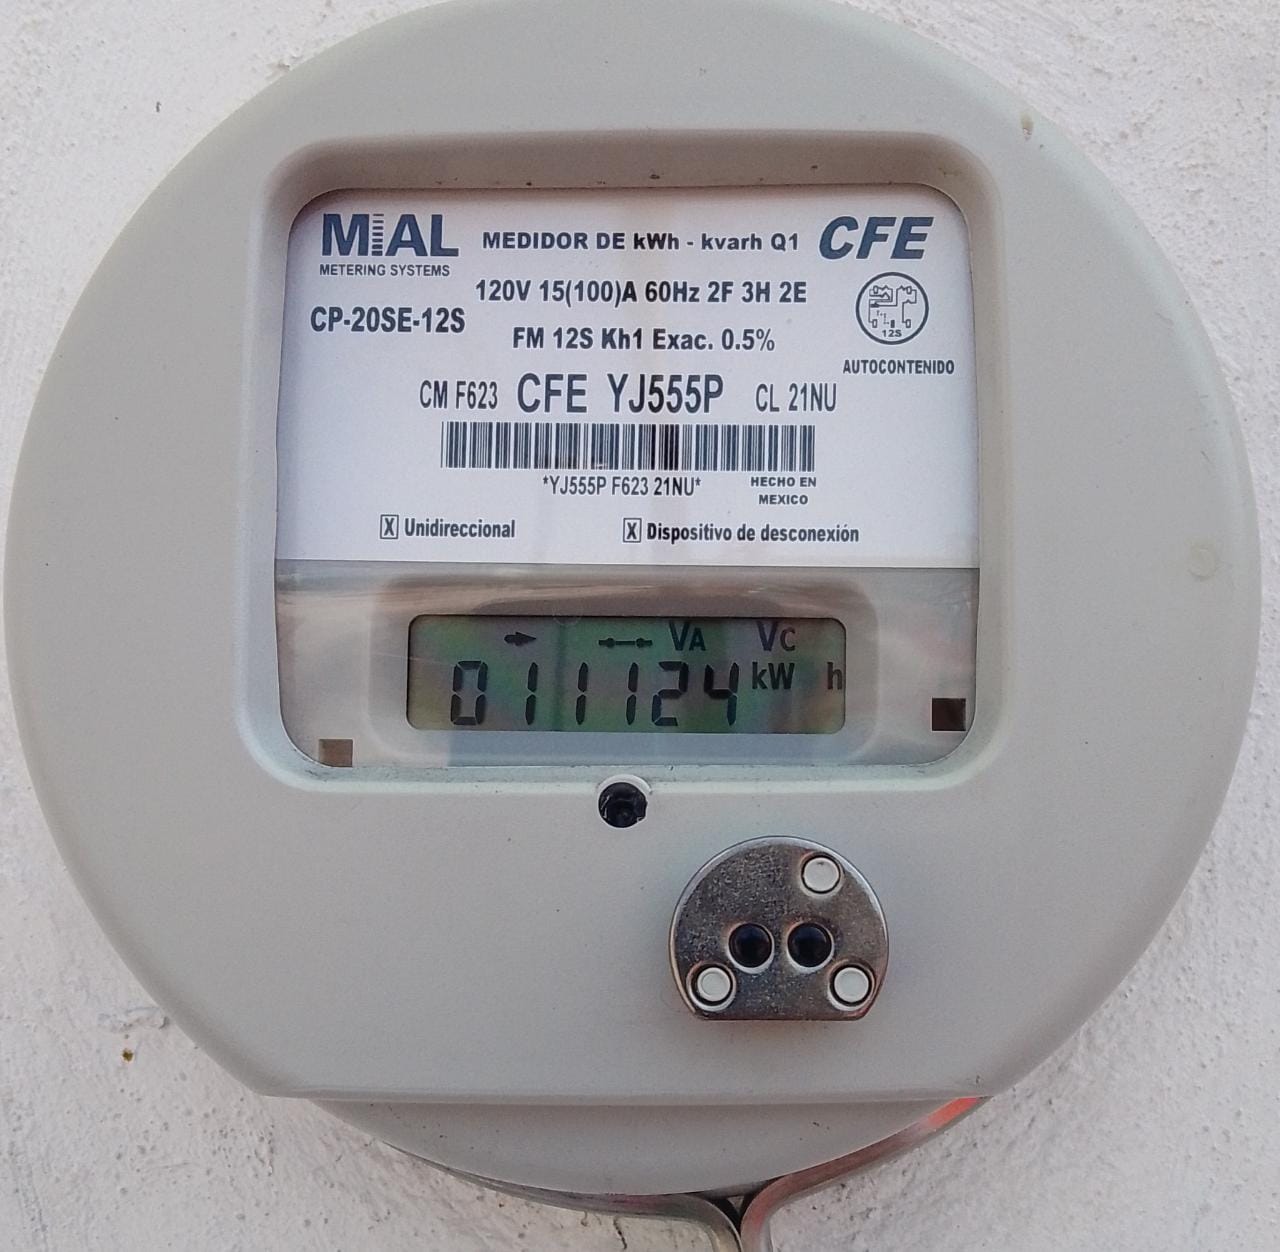 MIAL
METERING SYSTEMS
MEDIDOR DE kWh - kvarh Q1
CFE
120V 15(100)A 60Hz 2F 3H 2E
CP-20SE-12S
FM 12S Kh1 Exac. 0.5%
12S
AUTOCONTENIDO
CM F623 CFE YJ555P CL 21NU
*YJ555P F623 21NU*
HECHO EN
MEXICO
X Unidireccional
X Dispositivo de desconexión
VA VC
011124 kW h